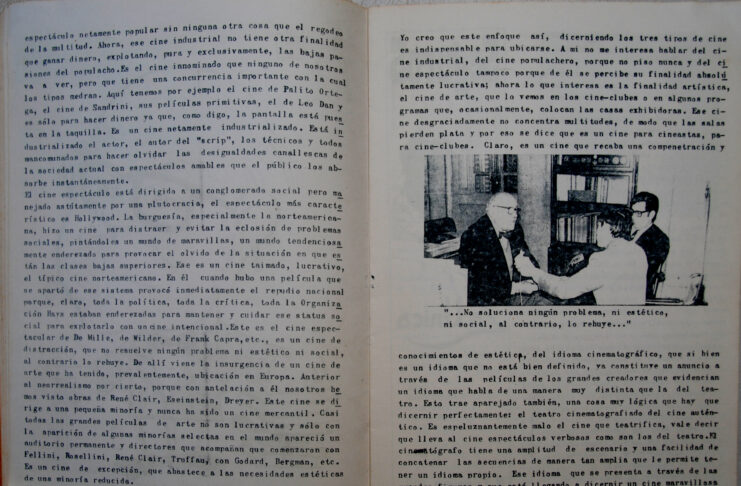 espectáculo netamente popular sin ninguna otra cosa que el regodeo
de la multitud. Ahora, ese cine industrial no tiene otra finalidad
que ganar dinero, explotando, pura y exclusivamente, las bajas pa-
siones del populacho.Es el cine innominado que ninguno de nosotros
va a ver, pero que tiene una concurrencia importante con la cual
los tipos medran. Aquí tenemos por ejemplo el cine de Palito Orte-
ga, el cine de Sandrini, sus películas primitivas, el de Leo Dan y
es sólo para hacer dinero ya que, como digo, la pantalla está pues
ta en la taquilla. Es un cine netamente industrializado. Está in
dustrializado el actor, el autor del "scrip", los técnicos y todos
mancomunados para hacer olvidar las desigualdades canallescas de
la sociedad actual con espectáculos amables que el público los ab-
sorbe instantáneamente.
El cine espectáculo está dirigido a un conglomerado social pero ma
nejado astútamente por una plutocracia, el espectáculo más caracte
rístico es Hollywood. La burguesía, especialmente la norteamerica-
na, hizo un cine para distraer y evitar la eclosión de problemas
sociales, pintándoles un mundo de maravillas, un mundo tendenciosa
mente enderezado para provocar el olvido de la situación en que es
tán las clases bajas superiores. Ese es un cine taimado, lucrativo,
el típico cine norteamericano. En él cuando hubo una película que
se apartó de ese sistema provocó inmediatamente el repudio nacional
porque, claro, toda la política, toda la crítica, toda la Organiza
ción Hays estaban enderezadas para mantener y cuidar ese status so
cial para explotarlo con un cine intencional.Este es el cine espec-
tacular de De Mille, de Wilder, de Frank Capra,etc., es un cine de
distracción, que no resuelve ningún problema ni estético ni social,
al contrario lo rehuye. De allí viene la insurgencia de un cine de
arte que ha tenido, prevalentemente, ubicación en Europa. Anterior
al neorrealismo por cierto, porque con antelación a él nosotros he
mos visto obras de René Clair, Eseinstein, Dreyer. Este cine se di
rige a una pequeña minoría y nunca ha sido un cine mercantil. Casi
todas las grandes películas de arte no son lucrativas y sólo con
la aparición de algunas minorías selectas en el mundo apareció un
auditorio permanente y directores que acompañan que comenzaron con
Fellini, Rosellini, René Clair, Truffau, con Godard, Bergman, etc.
Es un cine de excepción, que abastece a las necesidades estéticas
de una minoría reducida.
Yo creo que este enfoque así, dicerniendo los tres tipos de cine
es indispensable para ubicarse. A mi no me interesa hablar del ci-
ne industrial, del cine populachero, porque no piso nunca y del ci
ne espectáculo tampoco porque de él se percibe su finalidad absolu
tamente lucrativa; ahora lo que interesa es la finalidad artística,
el cine de arte, que lo vemos en los cine-clubes o en algunos pro-
gramas que, ocasionalmente, colocan las casas exhibidoras. Ese ci-
ne desgraciadamente no concentra multitudes, de modo que las salas
pierden plata y por eso se dice que es un cine para cineastas, pa-
ra cine-clubes. Claro, es un cine que recaba una compenetración y
"...No soluciona ningún problema, ni estético,
ni social, al contrario, lo rehuye..."
conocimientos de estética, del idioma cinematográfico, que si bien
es un idioma que no está bien definido, ya constituye un anuncio a
través de las películas de los grandes creadores que evidencian
un idioma que habla de una manera muy distinta que la del tea-
tro. Esto trae aparejado también, una cosa muy lógica que hay que
dicernir perfectamente: el teatro cinematografiado del cine autén-
tico. Es espeluznantemente malo el cine que teatrifica, vale decir
que lleva al cine espectáculos verbosos como son los del teatro.El
cinematógrafo tiene una amplitud de escenario y una facilidad de
concatenar las secuencias de manera tan amplia que le permite te-
ner un idioma propio. Ese idioma que se presenta a través de las